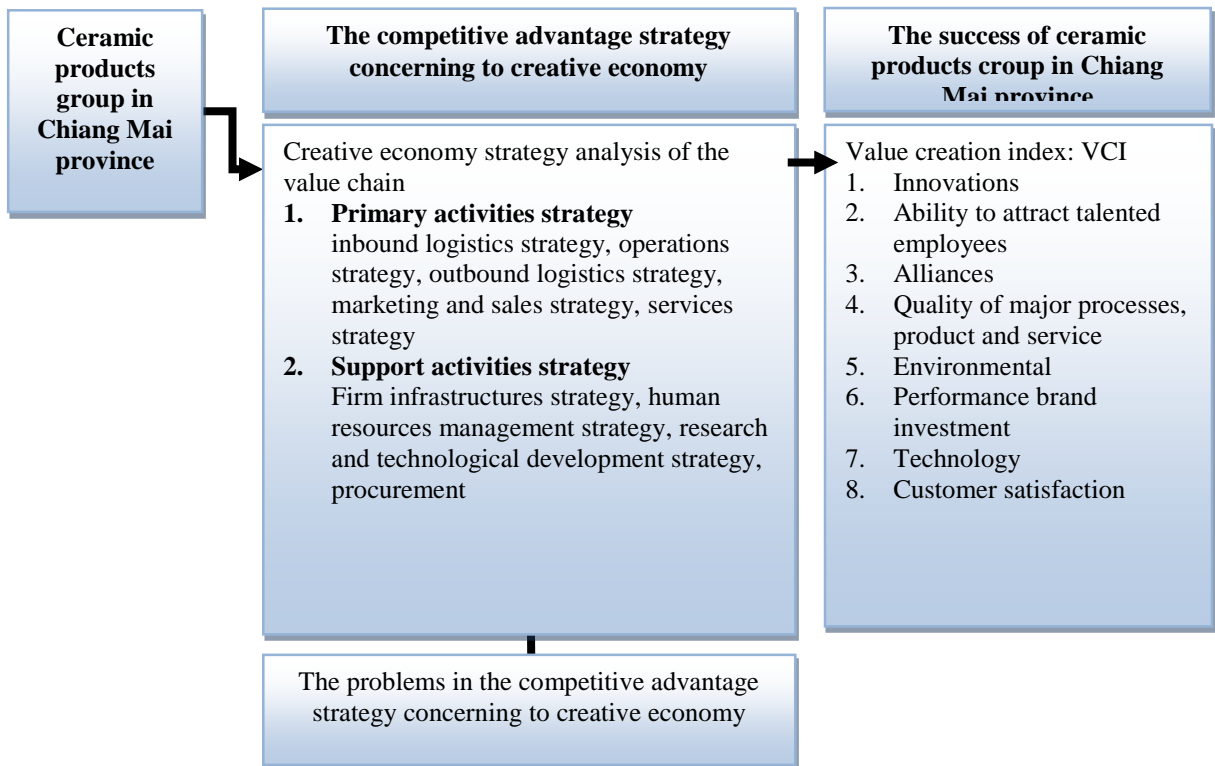 Ceramic
products
group in
Chiang Mai
province
The competitive advantage strategy
concerning to creative economy
The success of ceramic
products croup in Chiang
Mai province
Creative economy strategy analysis of the
value chain
1. Primary activities strategy
inbound logistics strategy, operations
strategy, outbound logistics strategy,
marketing and sales strategy, services
strategy
2. Support activities strategy
Firm infrastructures strategy, human
resources management strategy, research
and technological development strategy,
procurement
Value creation index: VCI
1. Innovations
2. Ability to attract talented
employees
3. Alliances
4. Quality of major processes,
product and service
5. Environmental
6. Performance brand
investment
7. Technology
8. Customer satisfaction
The problems in the competitive advantage
strategy concerning to creative economy